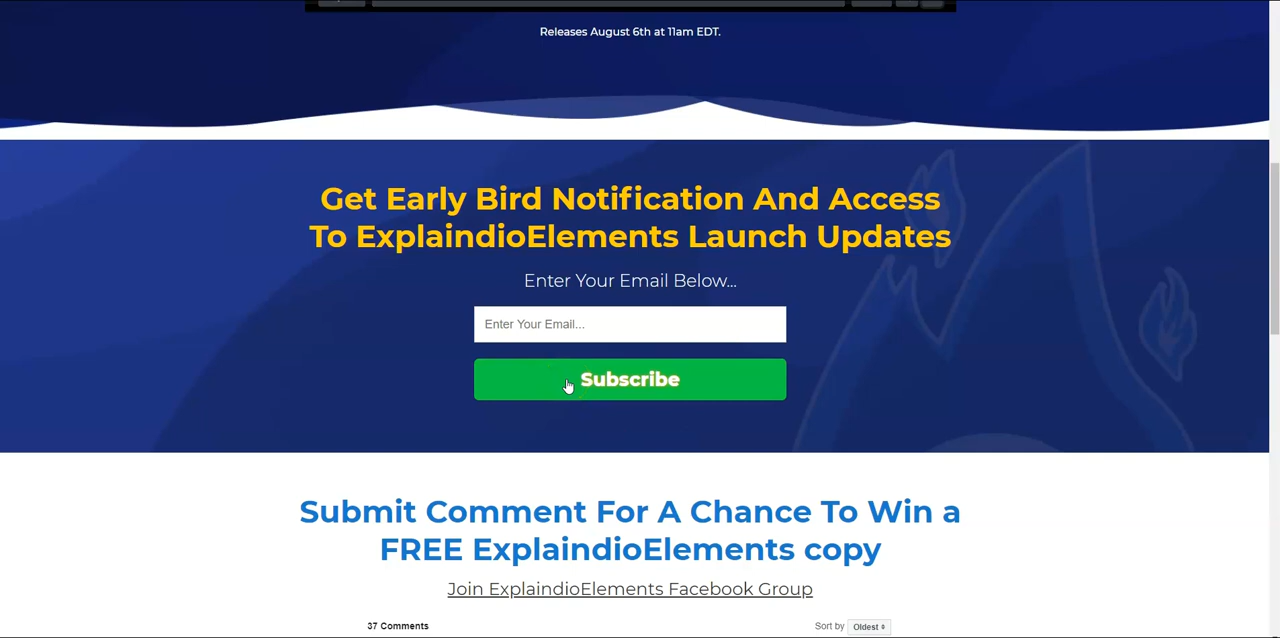 Releases August 6th at 11am EDT.
Get Early Bird Notification And Access
To ExplaindioElements Launch Updates
Enter Your Email Below...
Enter Your Email...
Subscribe
Submit Comment For A Chance To Win a
FREE ExplaindioElements copy
Join ExplaindioElements Facebook Group
37 Comments
Sort by Oldest